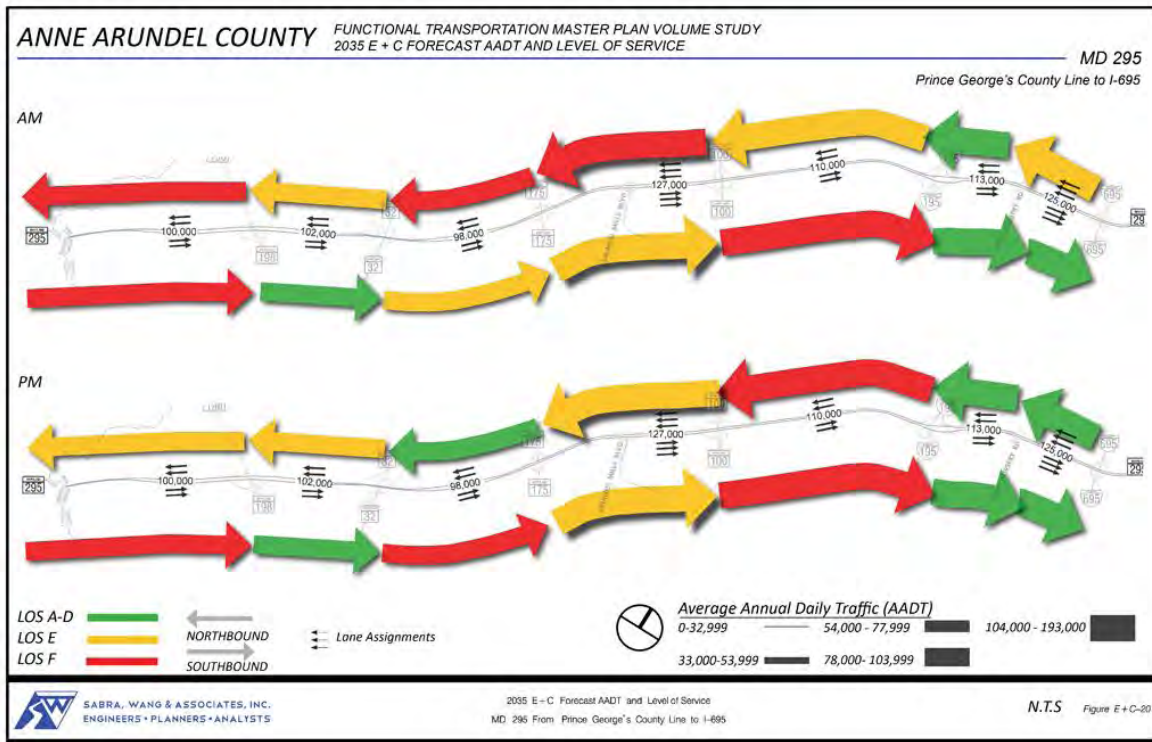 ANNE ARUNDEL COUNTY
FUNCTIONAL TRANSPORTATION MASTER PLAN VOLUME STUDY
2035 E + C FORECAST AADT AND LEVEL OF SERVICE
MD 295
Prince George's County Line to I-695
AM
175
100
110,000
127,000
113,000
125,000
695
32
195
295
100,000
102,000
98,000
198
32
175
100
695
PM
175
100
110,000
127,000
113,000
125,000
695
32
195
295
100,000
102,000
98,000
198
32
175
100
695
LOS A-D
NORTHBOUND
LOS E
Lane Assignments
LOS F
SOUTHBOUND
Average Annual Daily Traffic (AADT)
0-32,999
54,000 - 77,999
104,000 - 193,000
33,000-53,999
78,000- 103,999
SABRA, WANG & ASSOCIATES, INC.
ENGINEERS • PLANNERS • ANALYSTS
2035 E+C Forecast AADT and Level of Service
MD 295 From Prince George's County Line to I-695
N.T.S
Figure E+C-20